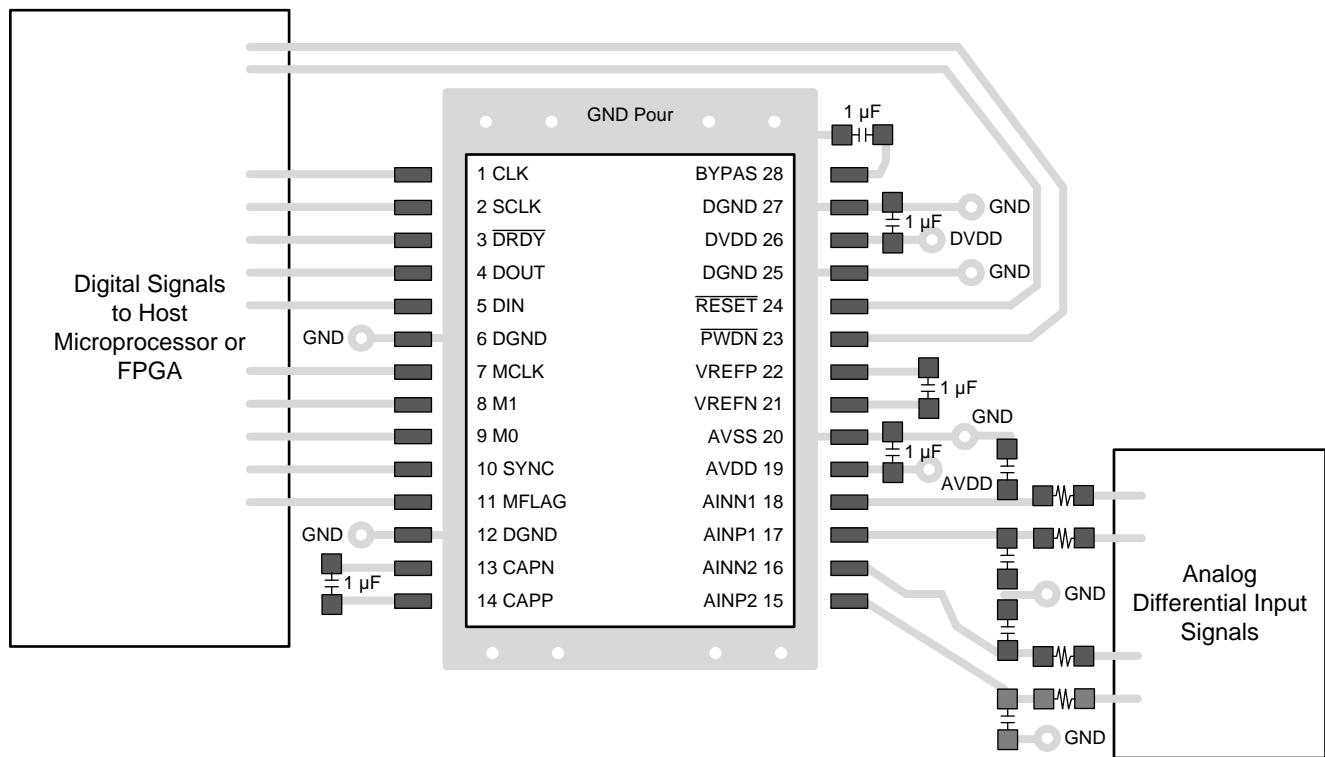 GND Pour
1 µF
1 CLK
BYPAS 28
2 SCLK
DGND 27
GND
1 µF
3 DRDY
DVDD 26
DVDD
4 DOUT
DGND 25
GND
Digital Signals
to Host
Microprocessor or
FPGA
5 DIN
RESET 24
GND
6 DGND
PWDN 23
7 MCLK
VREFP 22
1 µF
8 M1
VREFN 21
GND
9 M0
AVSS 20
1 µF
10 SYNC
AVDD 19
AVDD
11 MFLAG
AINN1 18
GND
12 DGND
AINP1 17
13 CAPN
AINN2 16
1 µF
14 CAPP
AINP2 15
GND
Analog
Differential Input
Signals
GND